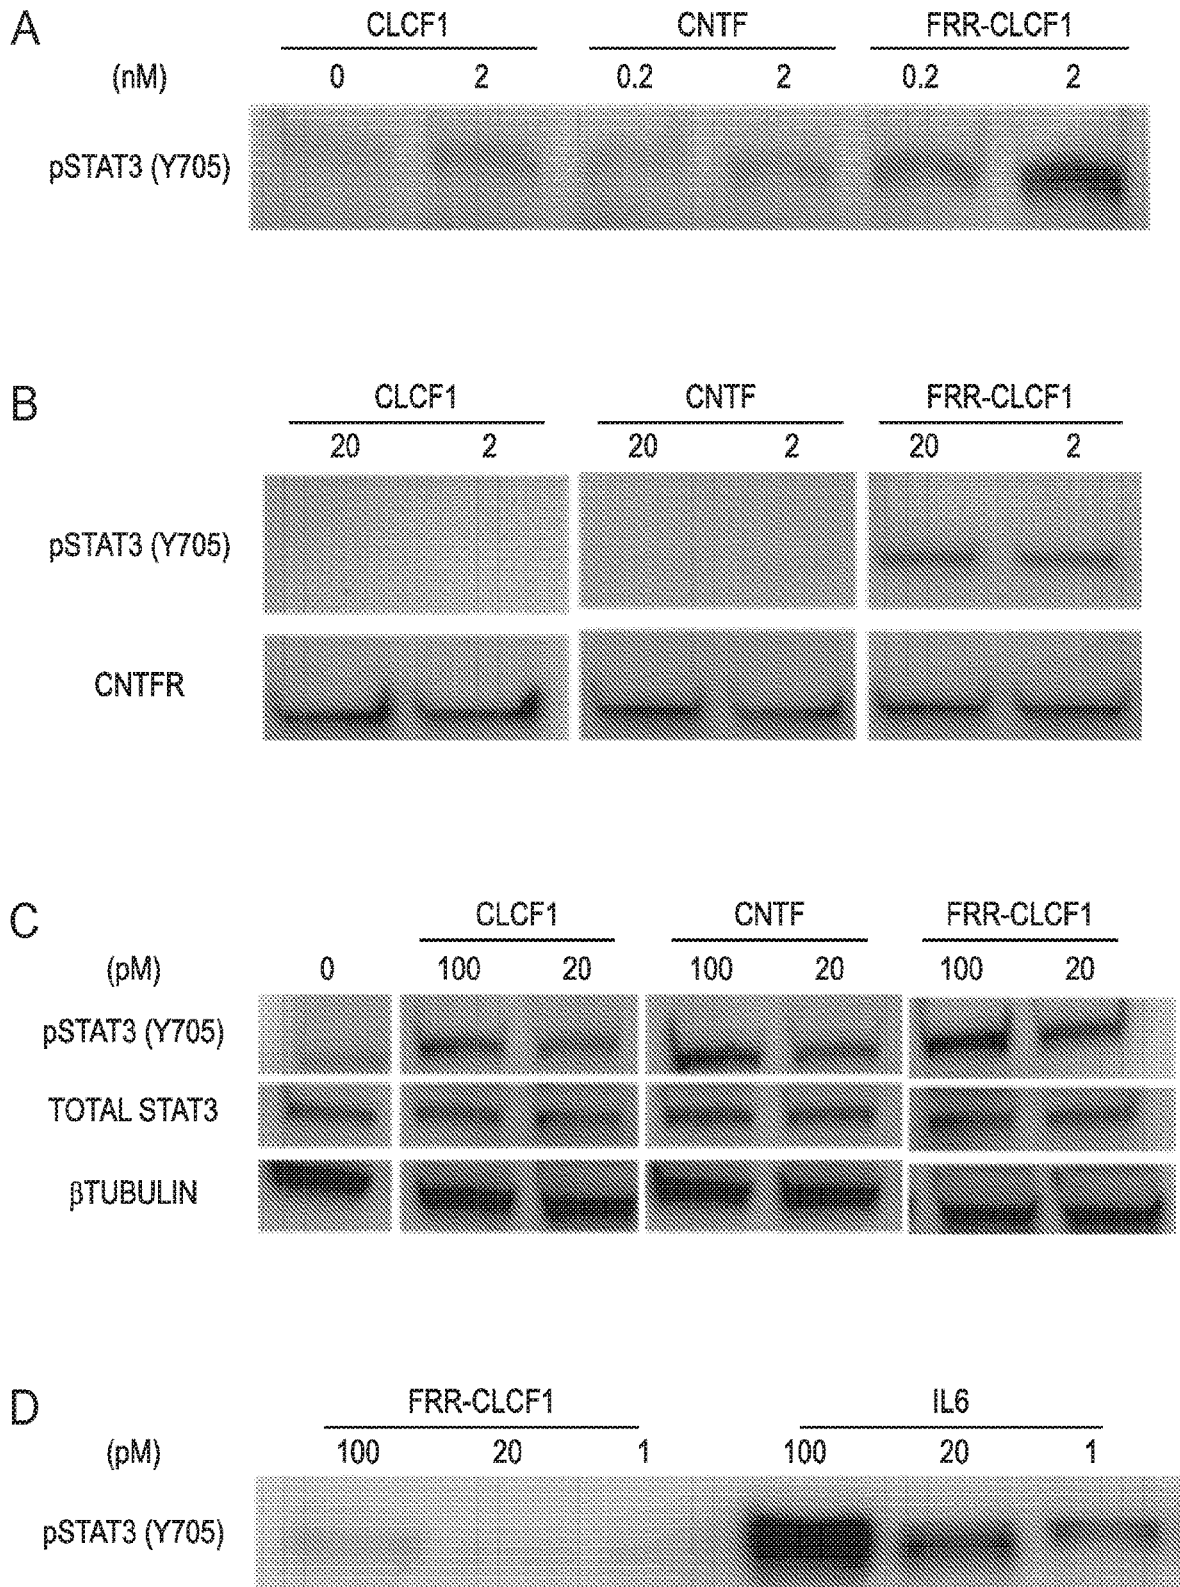 A
CLCF1 CNTF FRR-CLCF1
(nM) 0 2 0.2 2 0.2 2
pSTAT3 (Y705)
B
CLCF1 CNTF FRR-CLCF1
20 2 20 2 20 2
pSTAT3 (Y705)
CNTFR
C
CLCF1 CNTF FRR-CLCF1
(pM) 0 100 20 100 20 100 20
pSTAT3 (Y705)
TOTAL STAT3
βTUBULIN
D
FRR-CLCF1 IL6
(pM) 100 20 1 100 20 1
pSTAT3 (Y705)